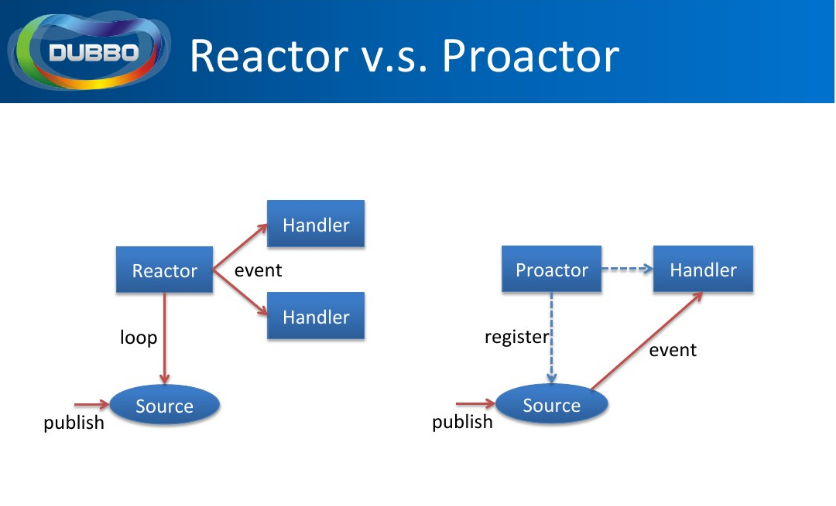 DUBBO
Reactor v.s. Proactor
Handler
Reactor
event
Handler
loop
Source
publish
Proactor
Handler
register
event
Source
publish